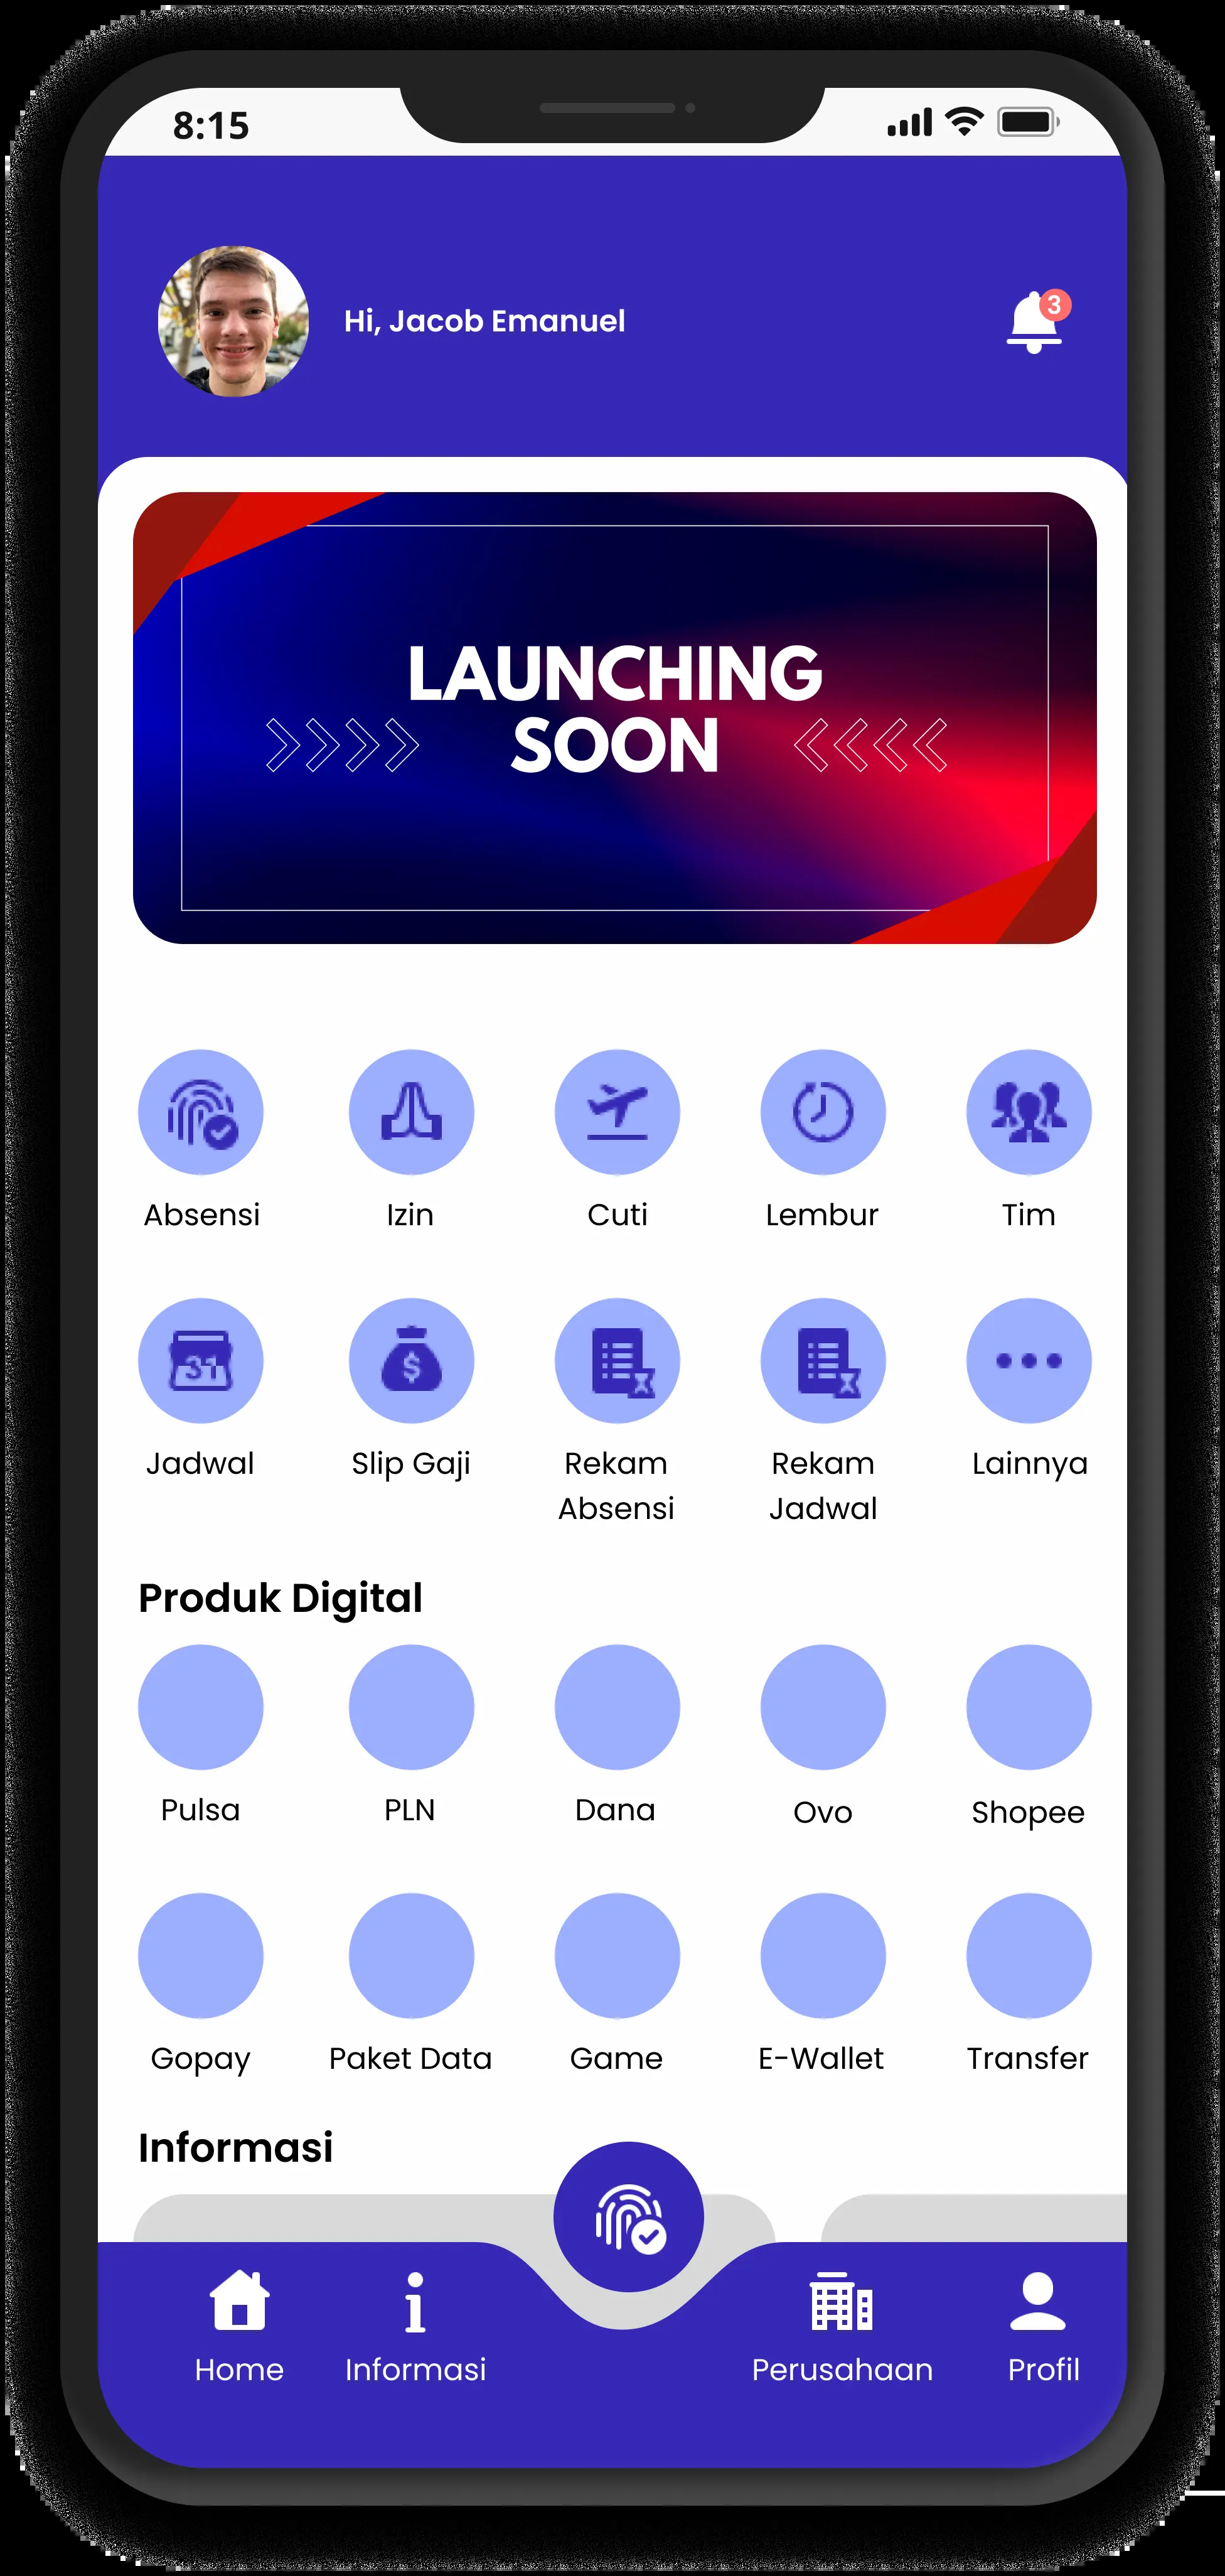 8:15
Hi, Jacob Emanuel
3
LAUNCHING
SOON
Absensi
Izin
Cuti
Lembur
Tim
31
$
Jadwal
Slip Gaji
Rekam
Absensi
Rekam
Jadwal
Lainnya
Produk Digital
Pulsa
PLN
Dana
Ovo
Shopee
Gopay
Paket Data
Game
E-Wallet
Transfer
Informasi
Home
Informasi
Perusahaan
Profil